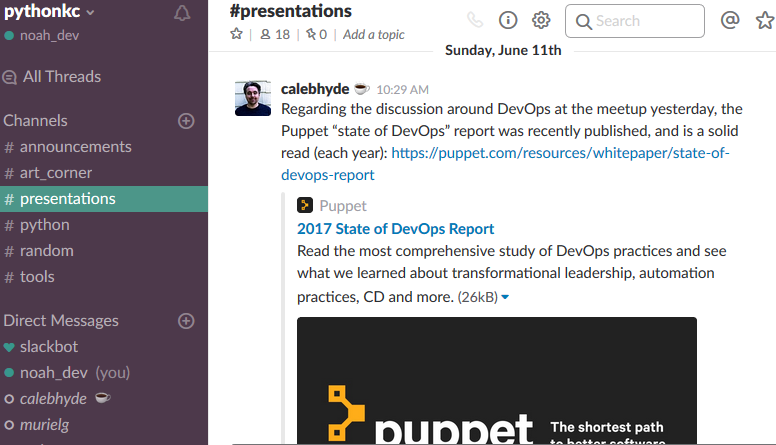 pythonkc
noah_dev
All Threads
Channels
# announcements
# art_corner
# presentations
# python
# random
# tools
Direct Messages
slackbot
noah_dev (you)
calebhyde
murielg
#presentations
18 | 0 | Add a topic
Search
@
Sunday, June 11th
calebhyde 10:29 AM
Regarding the discussion around DevOps at the meetup yesterday, the
Puppet “state of DevOps” report was recently published, and is a solid
read (each year): https://puppet.com/resources/whitepaper/state-of-
devops-report
Puppet
2017 State of DevOps Report
Read the most comprehensive study of DevOps practices and see
what we learned about transformational leadership, automation
practices, CD and more. (26kB)
puppet
The shortest path
to better software